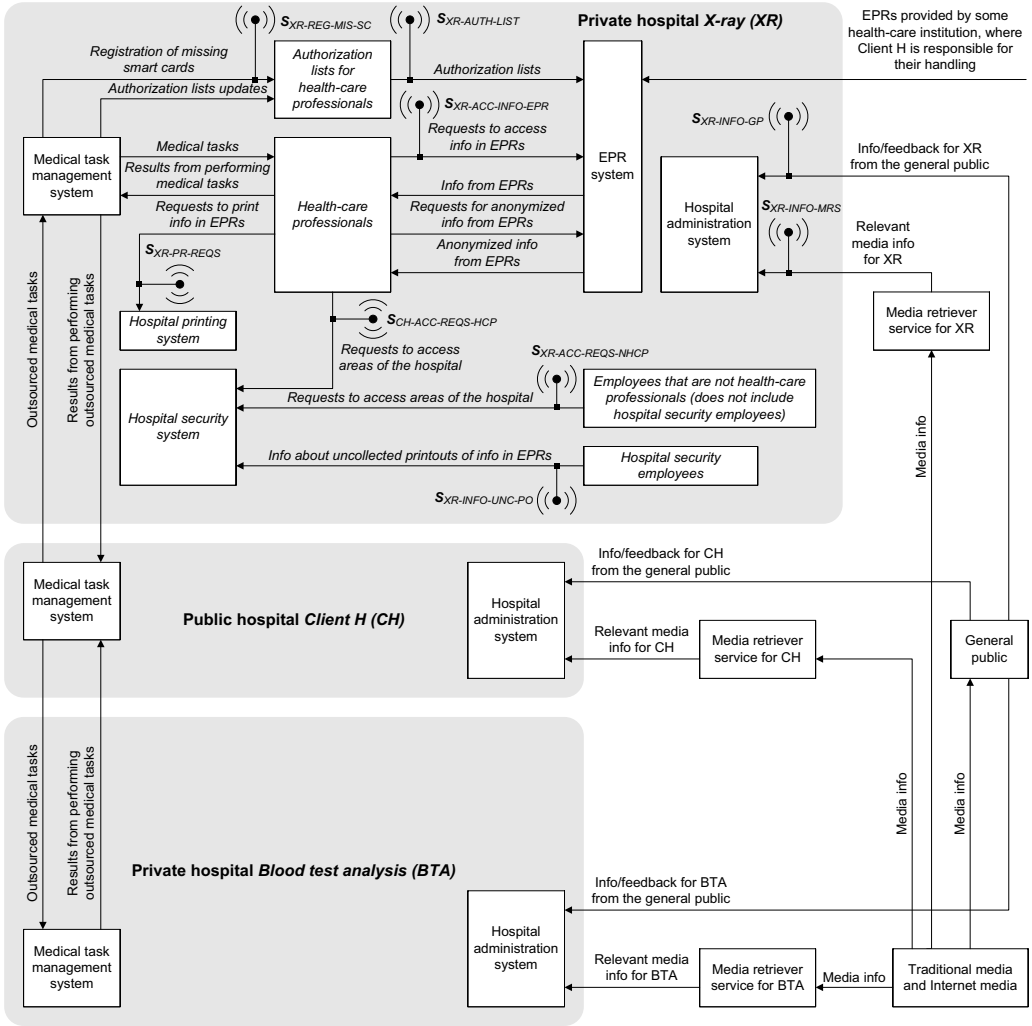 S XR-REG-MIS-SC
S XR-AUTH-LIST
Private hospital X-ray (XR)
EPRs provided by some
health-care institution, where
Client H is responsible for
their handling
Registration of missing
smart cards
Authorization lists updates
Authorization
lists for
health-care
professionals
Authorization lists
S XR-ACC-INFO-EPR
Requests to access
info in EPRs
EPR
system
S XR-INFO-GP
Info/feedback for XR
from the general public
Medical task
management
system
Medical tasks
Results from performing
medical tasks
Requests to print
info in EPRs
Health-care
professionals
Info from EPRs
Requests for anonymized
info from EPRs
Anonymized info
from EPRs
Hospital
administration
system
S XR-INFO-MRS
Relevant
media info
for XR
S XR-PR-REQS
Hospital printing
system
Media retriever
service for XR
S CH-ACC-REQS-HCP
Requests to access
areas of the hospital
S XR-ACC-REQS-NHCP
Requests to access areas of the hospital
Employees that are not health-care
professionals (does not include
hospital security employees)
Hospital security
system
Info about uncollected printouts of info in EPRs
Hospital security
employees
S XR-INFO-UNC-PO
Outsourced medical tasks
Results from performing
outsourced medical tasks
Media info
Medical task
management
system
Public hospital Client H (CH)
Hospital
administration
system
Info/feedback for CH
from the general public
Relevant media
info for CH
Media retriever
service for CH
General
public
Outsourced medical tasks
Results from performing
outsourced medical tasks
Media info
Media info
Private hospital Blood test analysis (BTA)
Info/feedback for BTA
from the general public
Medical task
management
system
Hospital
administration
system
Relevant media
info for BTA
Media retriever
service for BTA
Media info
Traditional media
and Internet media